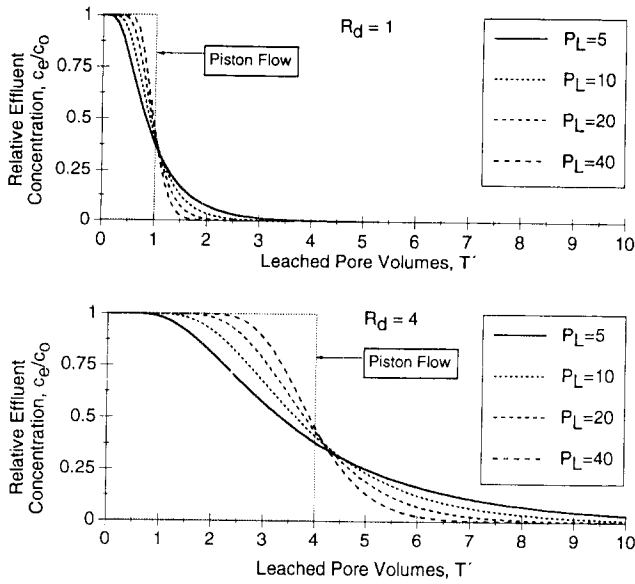 Relative Effluent
Concentration, ce/co
1
0.75
0.5
0.25
0
Rd = 1
Piston Flow
PL=5
PL=10
PL=20
PL=40
0 1 2 3 4 5 6 7 8 9 10
Leached Pore Volumes, T´
Relative Effluent
Concentration, ce/co
1
0.75
0.5
0.25
0
Rd = 4
Piston Flow
PL=5
PL=10
PL=20
PL=40
0 1 2 3 4 5 6 7 8 9 10
Leached Pore Volumes, T´